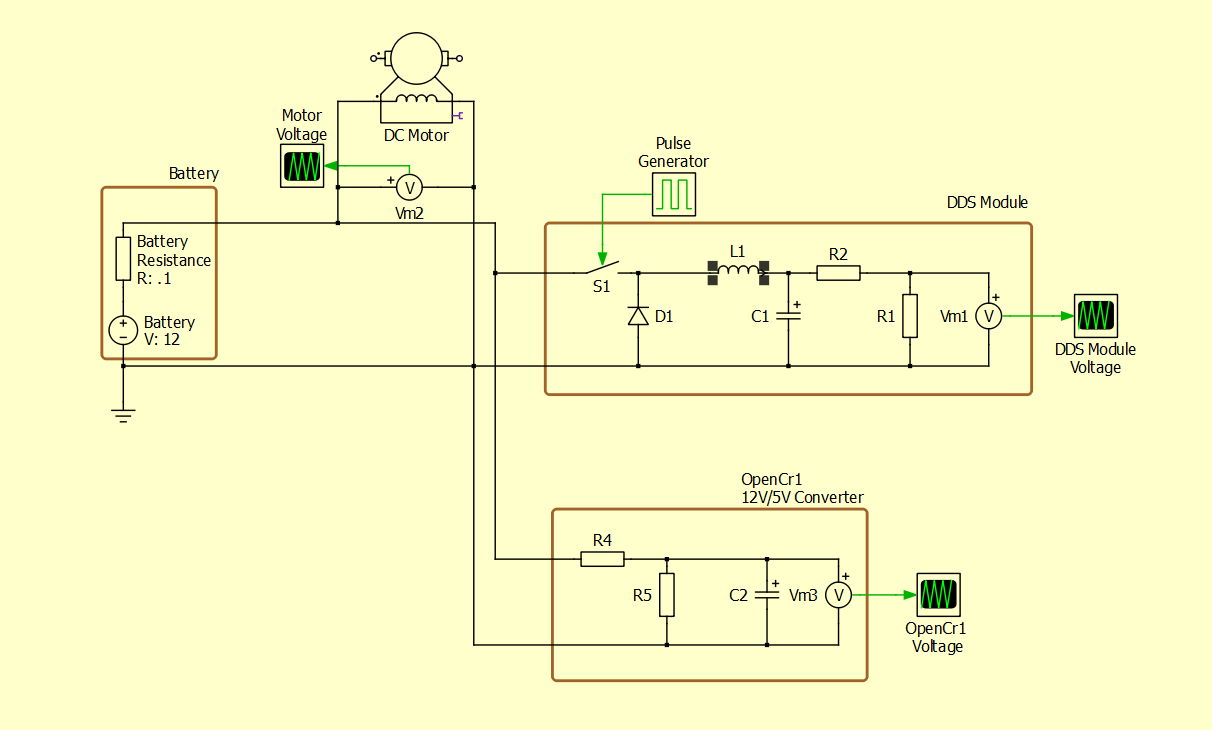 Motor
Voltage
DC Motor
V
Vm2
Battery
Battery
Resistance
R: .1
Battery
V: 12
Pulse
Generator
DDS Module
S1
D1
L1
C1
R2
R1
Vm1
V
DDS Module
Voltage
OpenCr1
12V/5V Converter
R4
R5
C2
Vm3
V
OpenCr1
Voltage